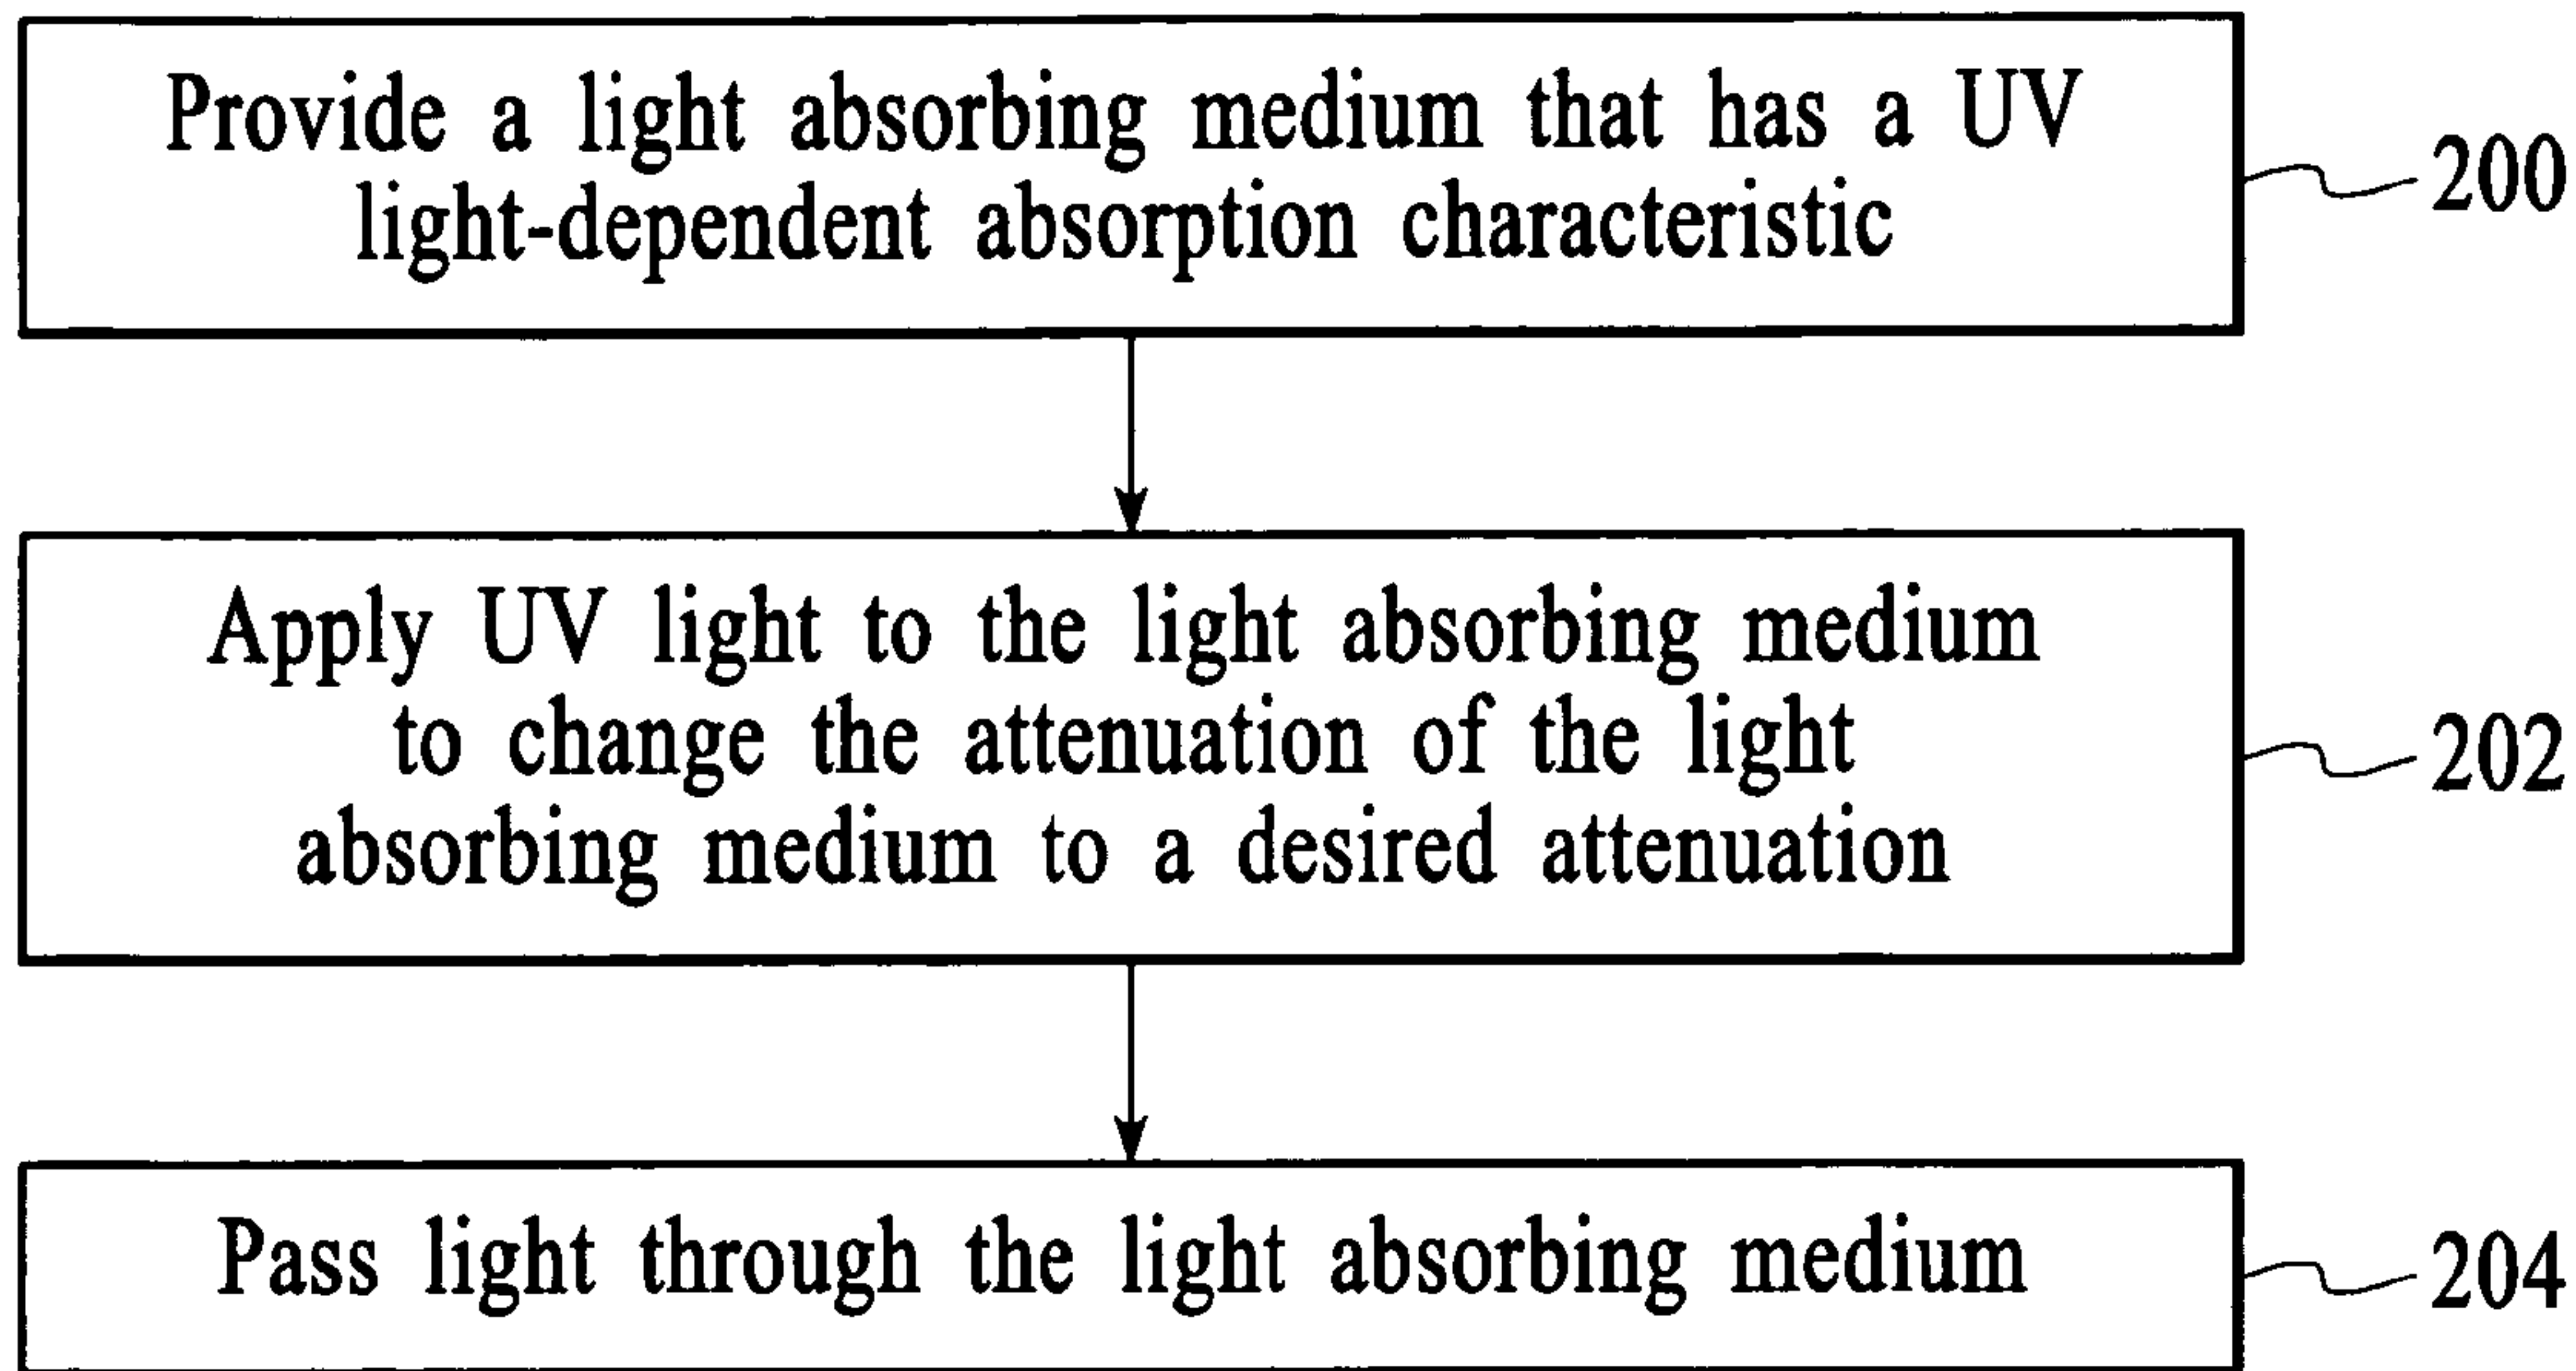 Provide a light absorbing medium that has a UV
light-dependent absorption characteristic
200
Apply UV light to the light absorbing medium
to change the attenuation of the light
absorbing medium to a desired attenuation
202
Pass light through the light absorbing medium
204